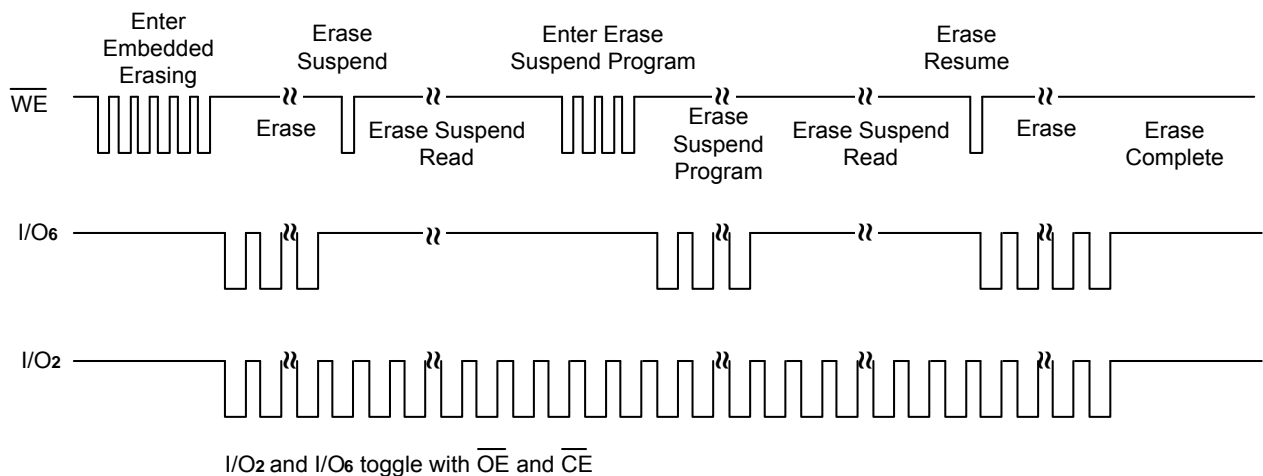 Enter
Embedded
Erasing
Erase
Suspend
Enter Erase
Suspend Program
Erase
Resume
WE
Erase
Erase Suspend
Read
Erase
Suspend
Program
Erase Suspend
Read
Erase
Erase
Complete
I/O6
I/O2
I/O2 and I/O6 toggle with OE and CE